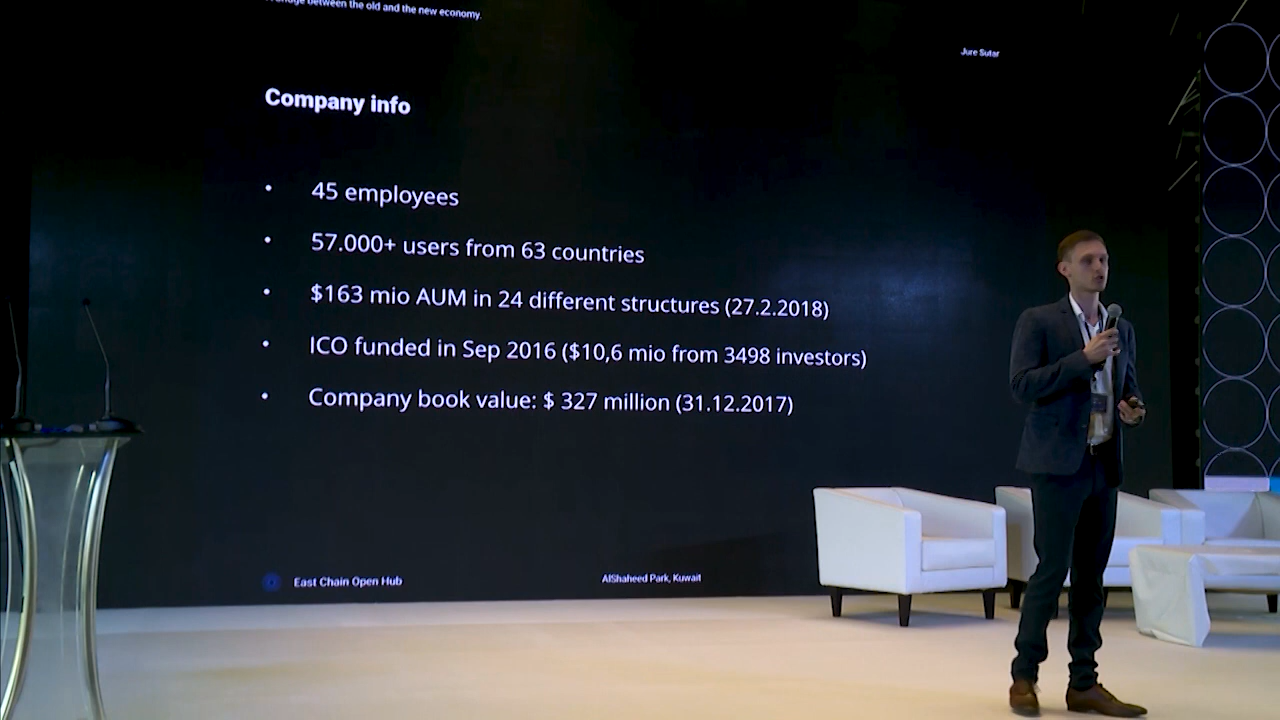 between the old and the new economy.
Jure Sutar
Company info
• 45 employees
• 57.000+ users from 63 countries
• $163 mio AUM in 24 different structures (27.2.2018)
• ICO funded in Sep 2016 ($10,6 mio from 3498 investors)
• Company book value: $ 327 million (31.12.2017)
East Chain Open Hub
AlShaheed Park, Kuwait